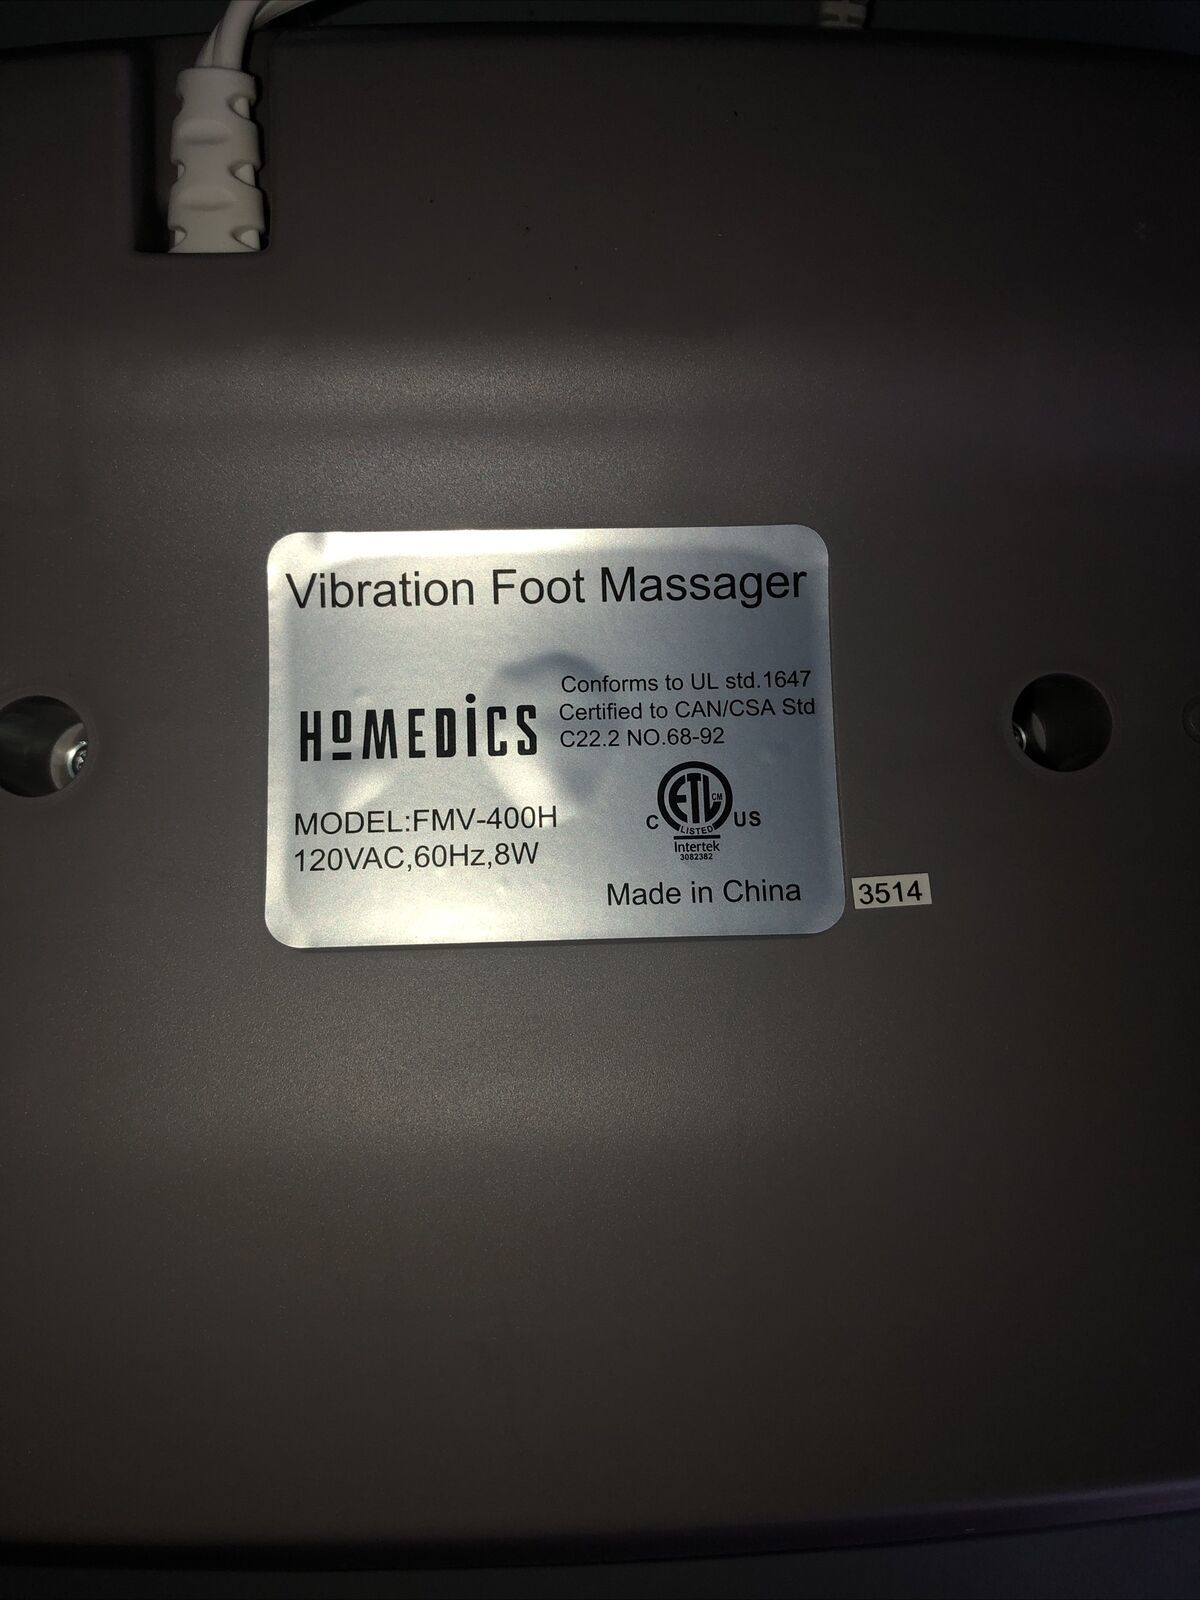 Vibration Foot Massager
HoMEDiCS
Conforms to UL std.1647
Certified to CAN/CSA Std
C22.2 NO.68-92
MODEL:FMV-400H
120VAC,60Hz,8W
C ETL CM US
LISTED
Intertek
3082382
Made in China
3514